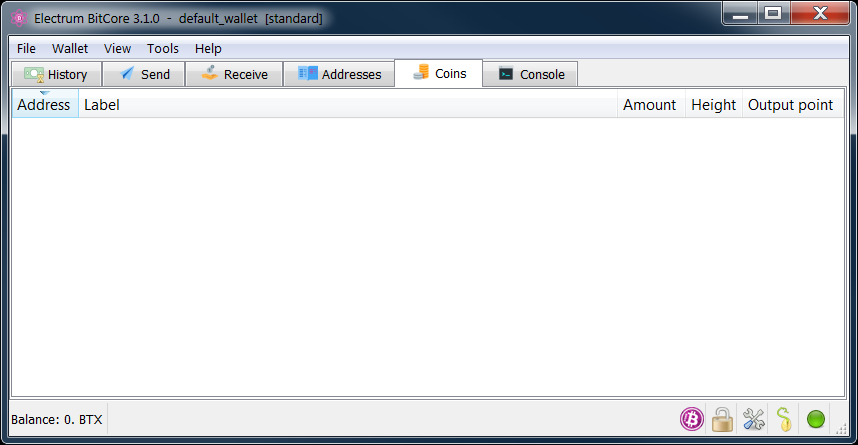 Electrum BitCore 3.1.0 - default_wallet [standard]
File Wallet View Tools Help
History Send Receive Addresses Coins Console
Address Label Amount Height Output point
Balance: 0. BTX